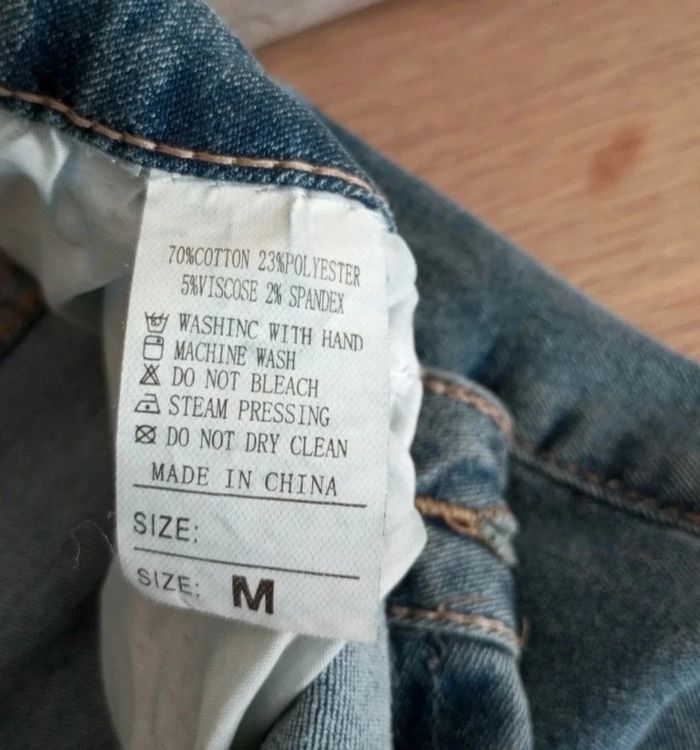 70%COTTON 23%POLYESTER
5%VISCOSE 2% SPANDEX
WASHINC WITH HAND
MACHINE WASH
DO NOT BLEACH
STEAM PRESSING
DO NOT DRY CLEAN
MADE IN CHINA
SIZE:
SIZE: M